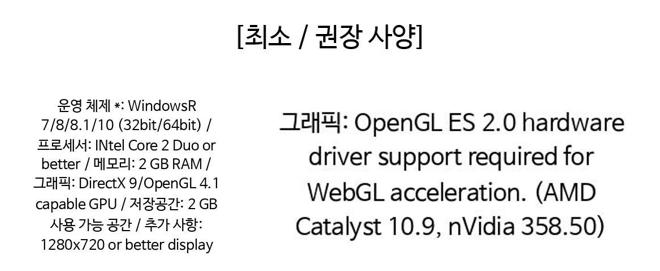 [최소 / 권장 사양]
운영 체제 *: WindowsR
7/8/8.1/10 (32bit/64bit) /
프로세서: INtel Core 2 Duo or
better / 메모리: 2 GB RAM /
그래픽: DirectX 9/OpenGL 4.1
capable GPU / 저장공간: 2 GB
사용 가능 공간 / 추가 사항:
1280x720 or better display
그래픽: OpenGL ES 2.0 hardware
driver support required for
WebGL acceleration. (AMD
Catalyst 10.9, nVidia 358.50)